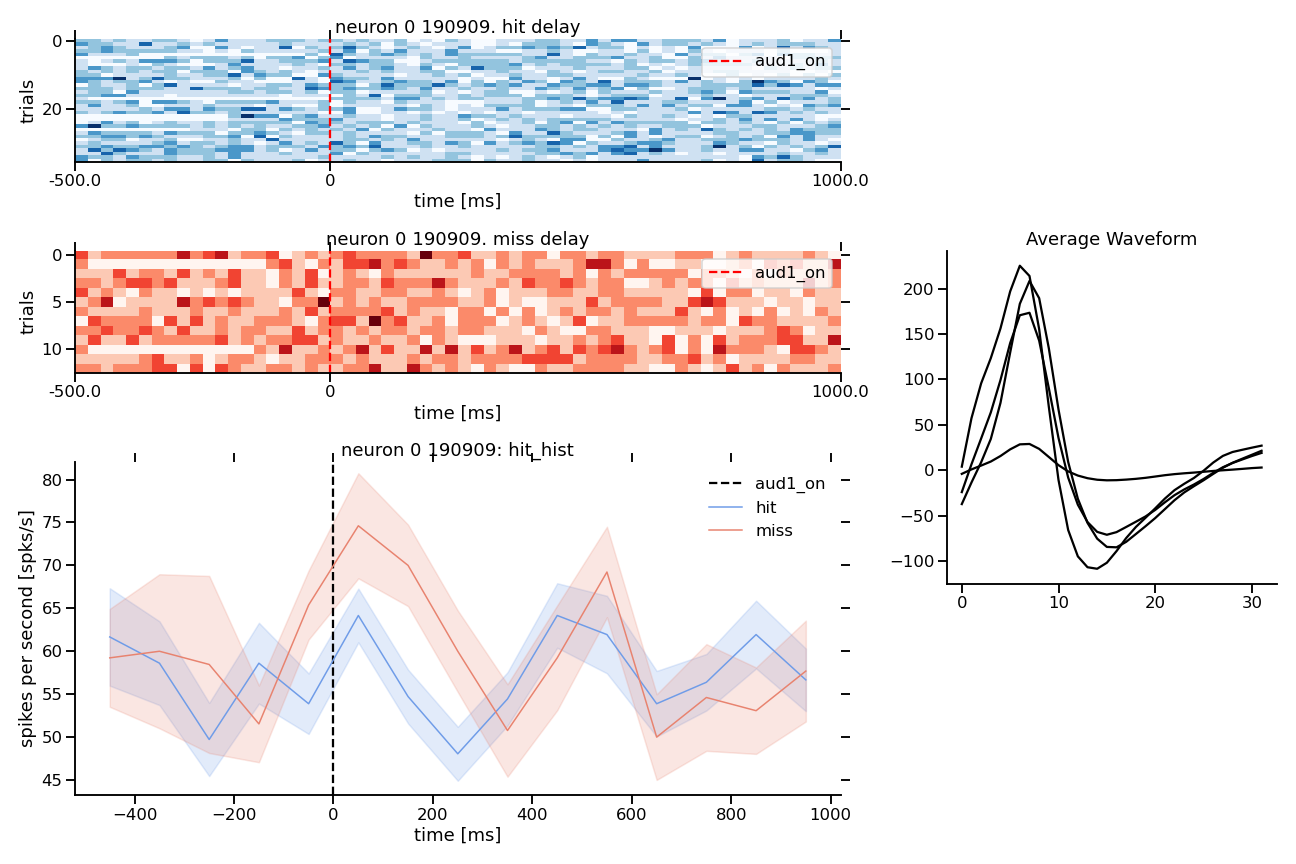 neuron 0 190909. hit delay
0
20
trials
aud1_on
-500.0 0 1000.0
time [ms]
neuron 0 190909. miss delay
0
5
10
trials
aud1_on
-500.0 0 1000.0
time [ms]
neuron 0 190909: hit_hist
80
75
70
65
60
55
50
45
spikes per second [spks/s]
aud1_on
hit
miss
−400 −200 0 200 400 600 800 1000
time [ms]
Average Waveform
200
150
100
50
0
−50
−100
0 10 20 30